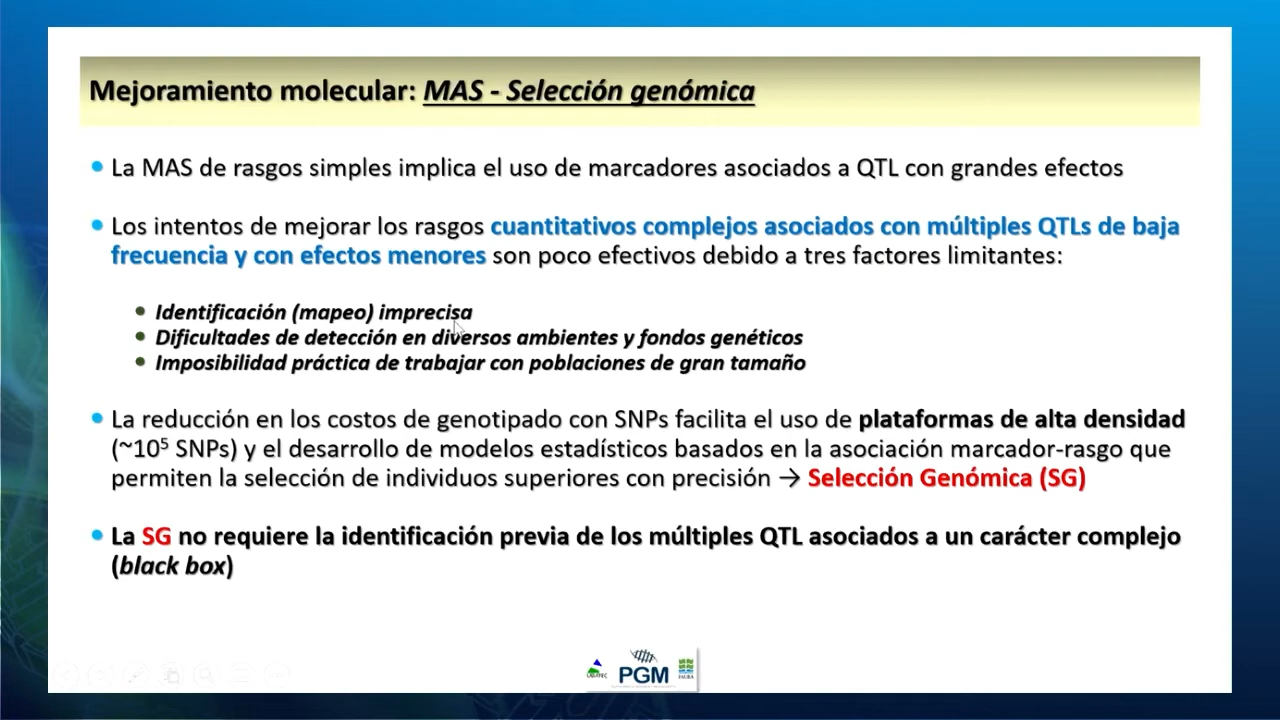 Mejoramiento molecular: MAS - Selección genómica
• La MAS de rasgos simples implica el uso de marcadores asociados a QTL con grandes efectos
• Los intentos de mejorar los rasgos cuantitativos complejos asociados con múltiples QTLs de baja
frecuencia y con efectos menores son poco efectivos debido a tres factores limitantes:
• Identificación (mapeo) imprecisa
• Dificultades de detección en diversos ambientes y fondos genéticos
• Imposibilidad práctica de trabajar con poblaciones de gran tamaño
• La reducción en los costos de genotipado con SNPs facilita el uso de plataformas de alta densidad
(~10⁵ SNPs) y el desarrollo de modelos estadísticos basados en la asociación marcador-rasgo que
permiten la selección de individuos superiores con precisión → Selección Genómica (SG)
• La SG no requiere la identificación previa de los múltiples QTL asociados a un carácter complejo
(black box)
PGM
FAUBA